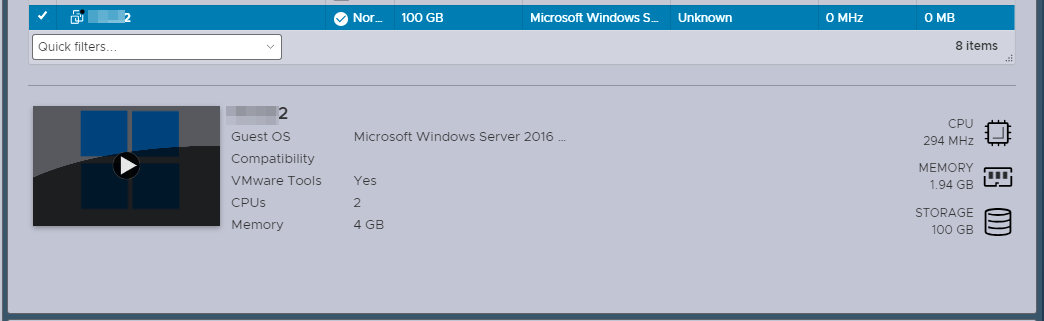 2 Nor... 100 GB Microsoft Windows S... Unknown 0 MHz 0 MB
Quick filters... 8 items
2
Guest OS Microsoft Windows Server 2016 ...
Compatibility
VMware Tools Yes
CPUs 2
Memory 4 GB
CPU
294 MHz
MEMORY
1.94 GB
STORAGE
100 GB